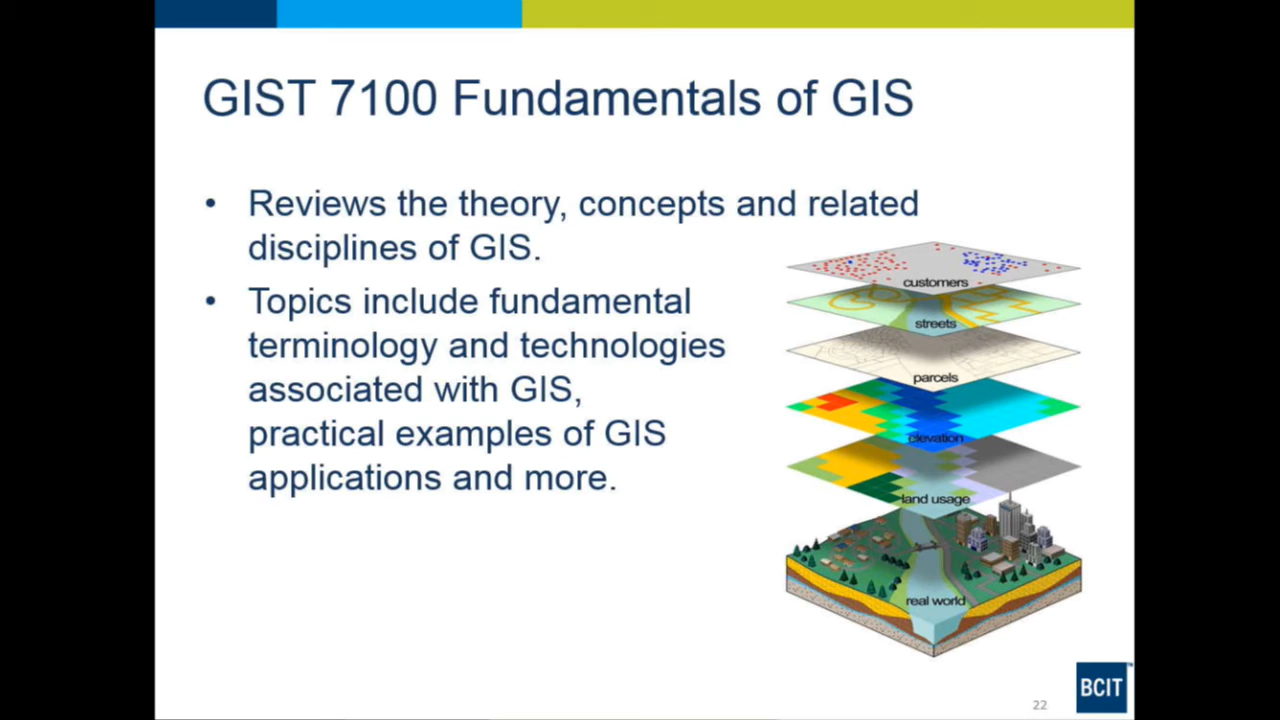 GIST 7100 Fundamentals of GIS
• Reviews the theory, concepts and related
disciplines of GIS.
• Topics include fundamental
terminology and technologies
associated with GIS,
practical examples of GIS
applications and more.
customers
streets
parcels
elevation
land usage
real world
22
BCIT™